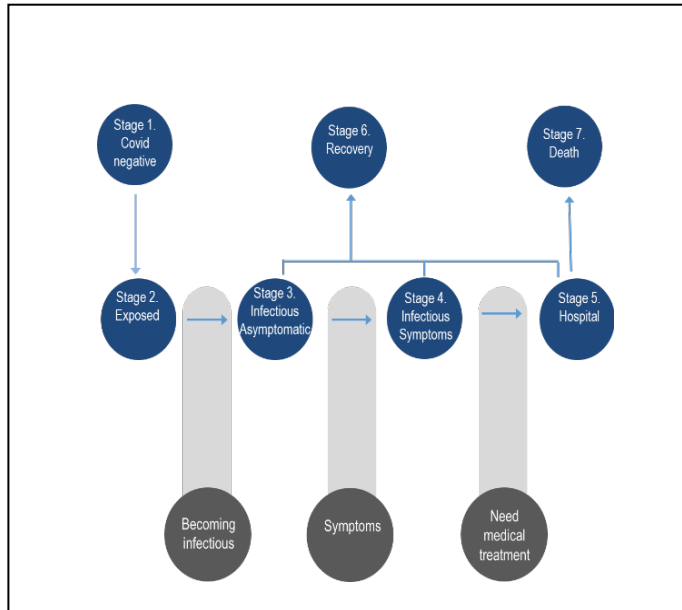 Stage 1.
Covid
negative
Stage 6.
Recovery
Stage 7.
Death
Stage 2.
Exposed
Stage 3.
Infectious
Asymptomatic
Stage 4.
Infectious
Symptoms
Stage 5.
Hospital
Becoming
infectious
Symptoms
Need
medical
treatment